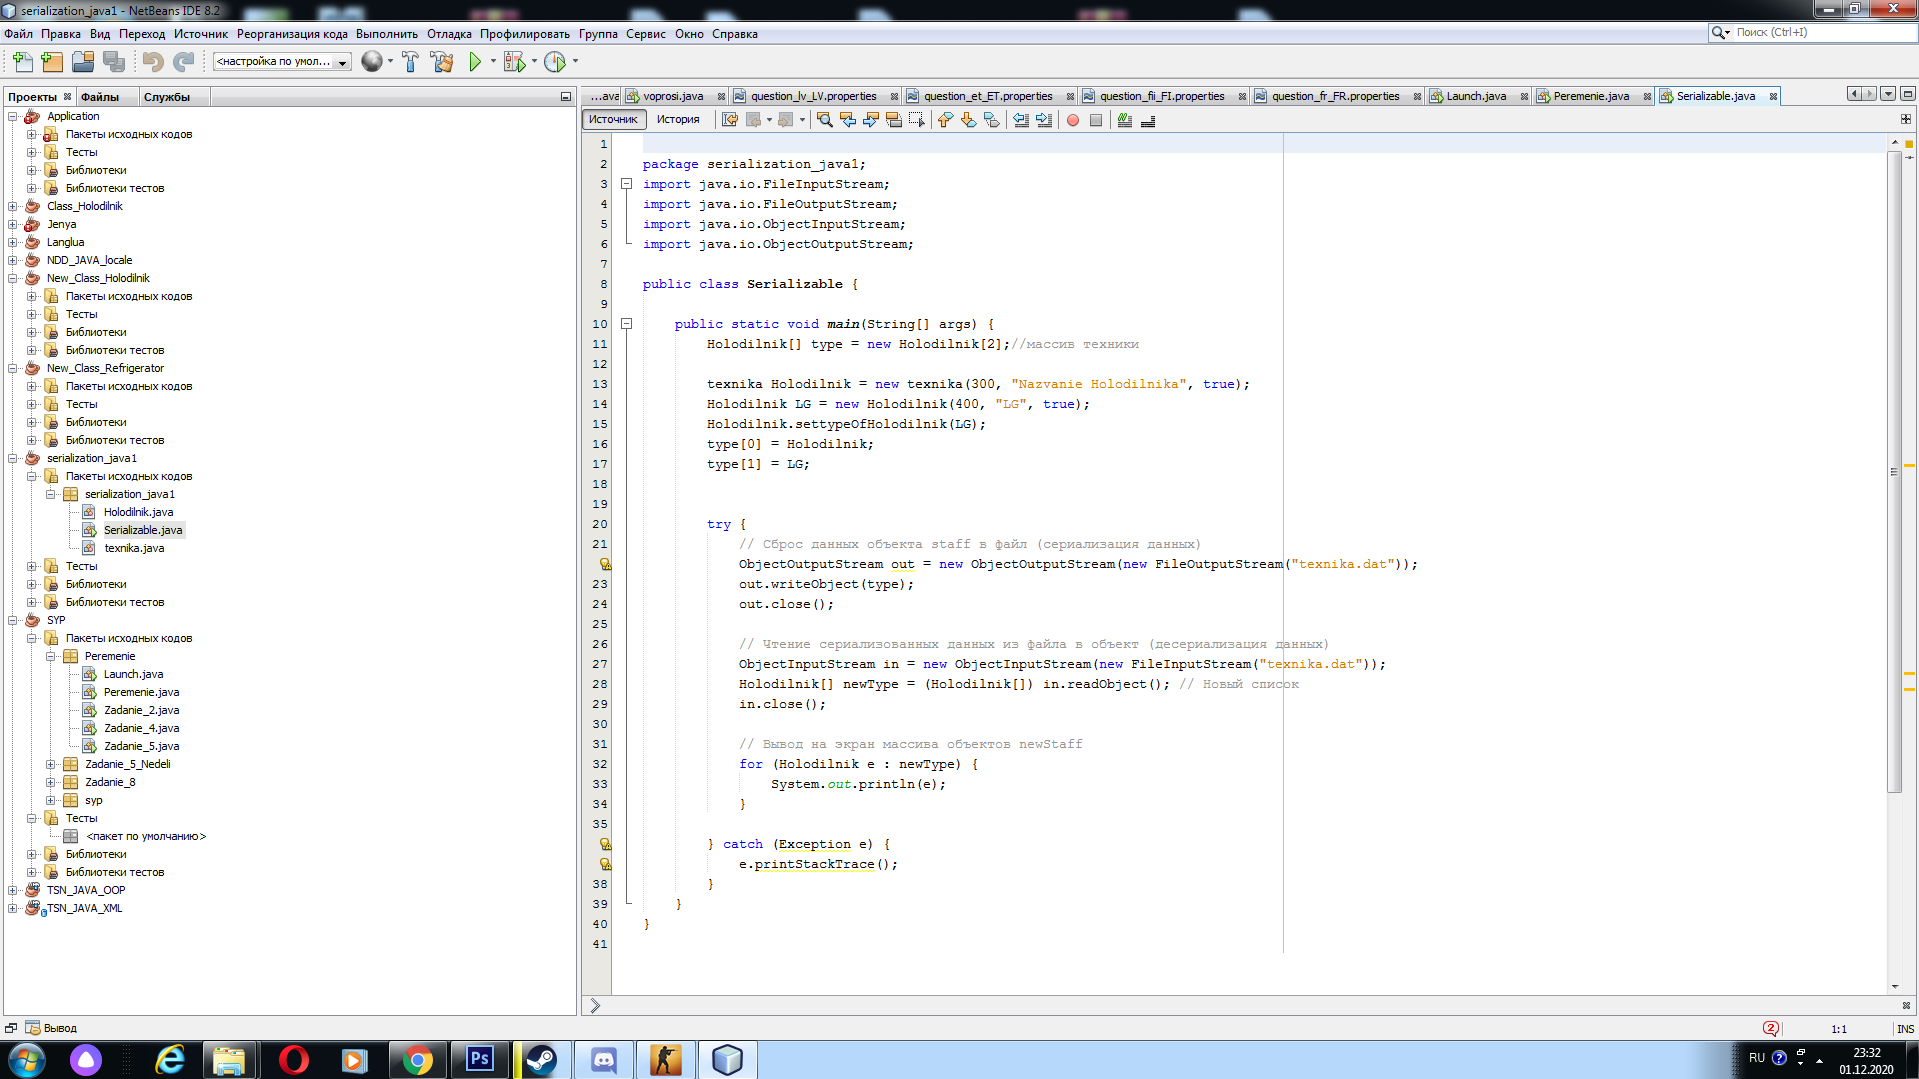 serialization_java1 - NetBeans IDE 8.2
Файл Правка Вид Переход Источник Реорганизация кода Выполнить Отладка Профилировать Группа Сервис Окно Справка
Поиск (Ctrl+I)
<настройка по умол...
Проекты Файлы Службы
...ava voprosi.java question_lv_LV.properties question_et_ET.properties question_fii_FI.properties question_fr_FR.properties Launch.java Peremenie.java Serializable.java
Источник История
Application
Пакеты исходных кодов
Тесты
Библиотеки
Библиотеки тестов
Class_Holodilnik
Jenya
Langlua
NDD_JAVA_locale
New_Class_Holodilnik
Пакеты исходных кодов
Тесты
Библиотеки
Библиотеки тестов
New_Class_Refrigerator
Пакеты исходных кодов
Тесты
Библиотеки
Библиотеки тестов
serialization_java1
Пакеты исходных кодов
serialization_java1
Holodilnik.java
Serializable.java
texnika.java
Тесты
Библиотеки
Библиотеки тестов
SYP
Пакеты исходных кодов
Peremenie
Launch.java
Peremenie.java
Zadanie_2.java
Zadanie_4.java
Zadanie_5.java
Zadanie_5_Nedeli
Zadanie_8
syp
Тесты
<пакет по умолчанию>
Библиотеки
Библиотеки тестов
TSN_JAVA_OOP
TSN_JAVA_XML
1
2 package serialization_java1;
3 import java.io.FileInputStream;
4 import java.io.FileOutputStream;
5 import java.io.ObjectInputStream;
6 import java.io.ObjectOutputStream;
7
8 public class Serializable {
9
10 public static void main(String[] args) {
11 Holodilnik[] type = new Holodilnik[2];//массив техники
12
13 texnika Holodilnik = new texnika(300, "Nazvanie Holodilnika", true);
14 Holodilnik LG = new Holodilnik(400, "LG", true);
15 Holodilnik.settypeOfHolodilnik(LG);
16 type[0] = Holodilnik;
17 type[1] = LG;
18
19
20 try {
21 // Сброс данных объекта staff в файл (сериализация данных)
ObjectOutputStream out = new ObjectOutputStream(new FileOutputStream("texnika.dat"));
23 out.writeObject(type);
24 out.close();
25
26 // Чтение сериализованных данных из файла в объект (десериализация данных)
27 ObjectInputStream in = new ObjectInputStream(new FileInputStream("texnika.dat"));
28 Holodilnik[] newType = (Holodilnik[]) in.readObject(); // Новый список
29 in.close();
30
31 // Вывод на экран массива объектов newStaff
32 for (Holodilnik e : newType) {
33 System.out.println(e);
34 }
35
} catch (Exception e) {
e.printStackTrace();
38 }
39 }
40 }
41
Вывод
2 1:1 INS
Ps
RU 23:32
01.12.2020